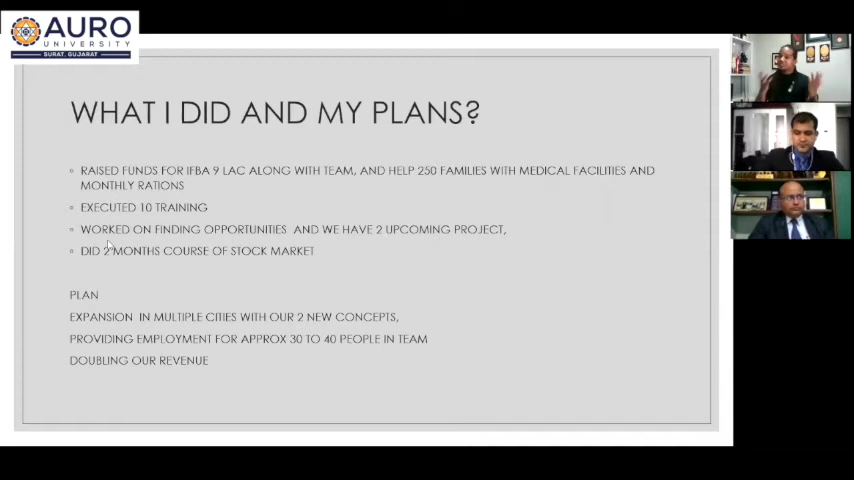 AURO
UNIVERSITY
SURAT, GUJARAT
WHAT I DID AND MY PLANS?
RAISED FUNDS FOR IFBA 9 LAC ALONG WITH TEAM, AND HELP 250 FAMILIES WITH MEDICAL FACILITIES AND
MONTHLY RATIONS
EXECUTED 10 TRAINING
WORKED ON FINDING OPPORTUNITIES AND WE HAVE 2 UPCOMING PROJECT,
DID 2 MONTHS COURSE OF STOCK MARKET
PLAN
EXPANSION IN MULTIPLE CITIES WITH OUR 2 NEW CONCEPTS,
PROVIDING EMPLOYMENT FOR APPROX 30 TO 40 PEOPLE IN TEAM
DOUBLING OUR REVENUE